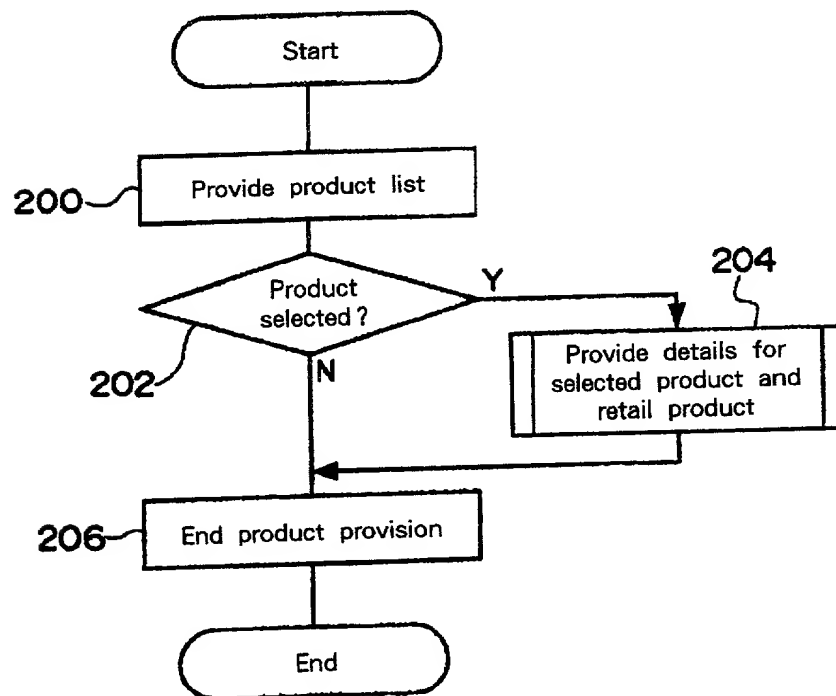 Start
200
Provide product list
Product
selected?
Y
204
202
N
Provide details for
selected product and
retail product
206
End product provision
End